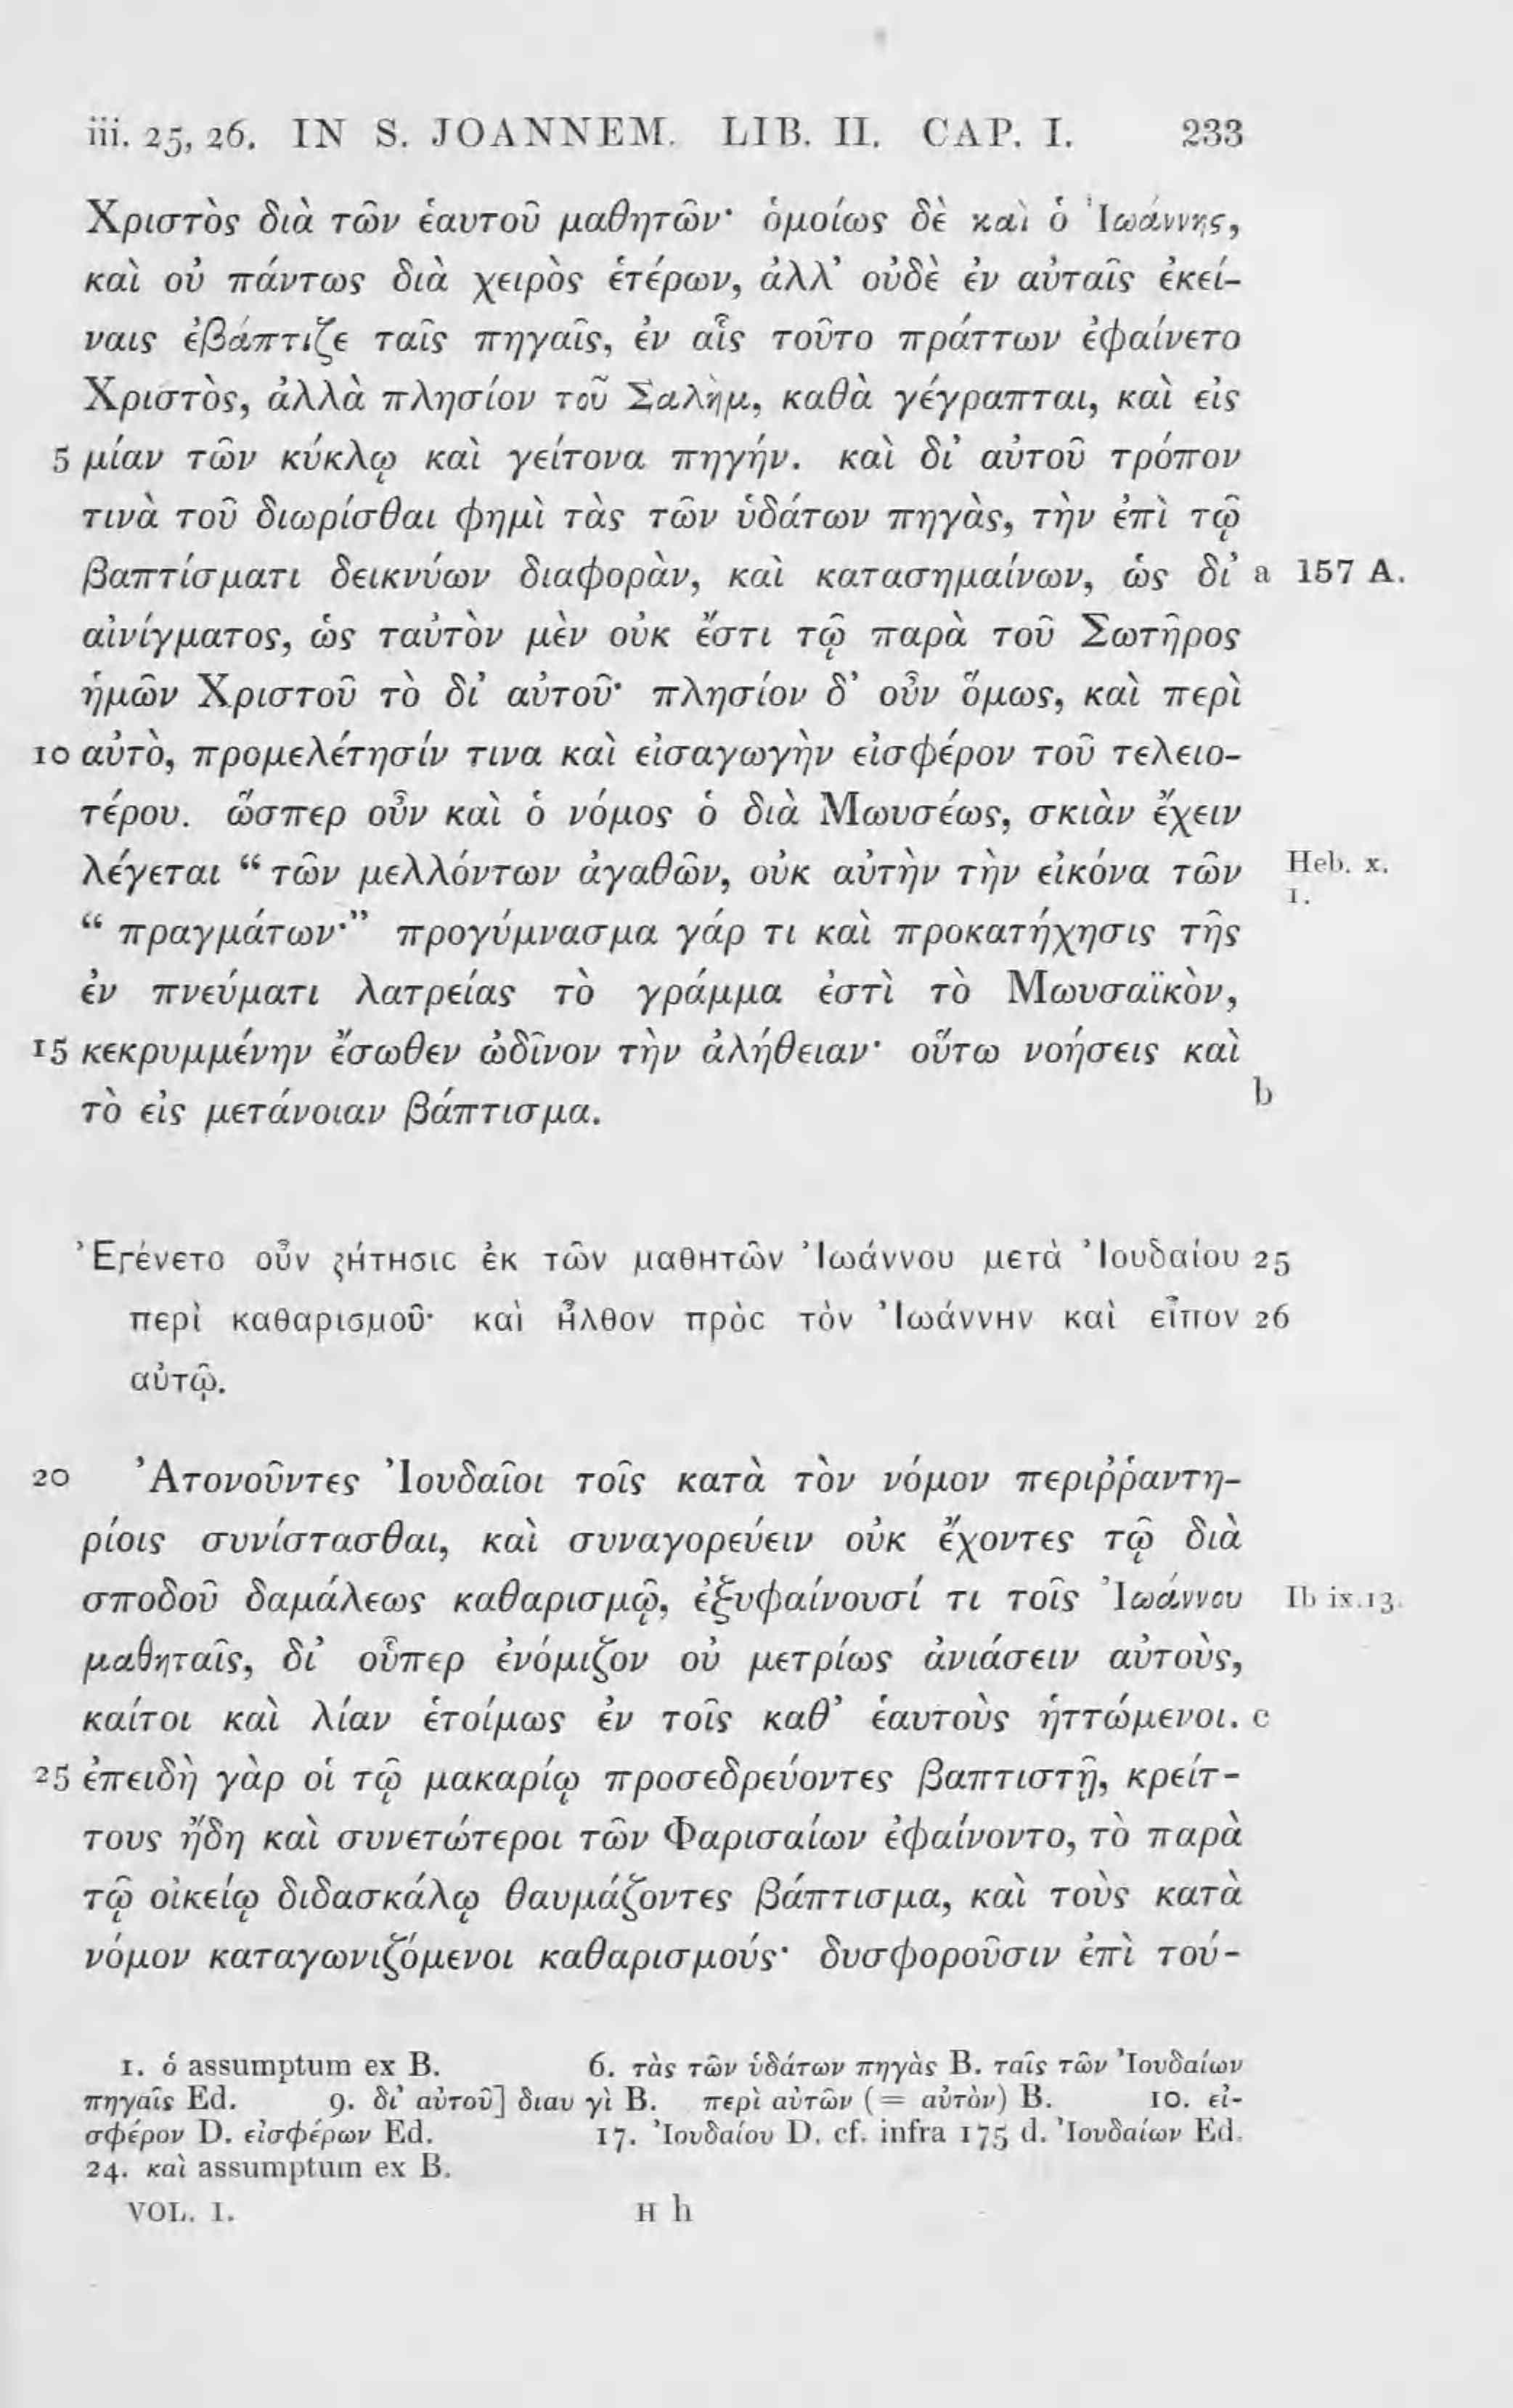 iii. 25, 26. IN S. JOANNEM. LIB. II. CAP. I. 233
Χριστὸς διὰ τῶν ἑαυτοῦ μαθητῶν· ὁμοίως δὲ καὶ ὁ Ἰωάννης,
καὶ οὐ πάντως διὰ χειρὸς ἑτέρων, ἀλλ’ οὐδὲ ἐν αὐταῖς ἐκεί-
ναις ἐβάπτιζε ταῖς πηγαῖς, ἐν αἷς τοῦτο πράττων ἐφαίνετο
Χριστὸς, ἀλλὰ πλησίον τοῦ Σαλὴμ, καθὰ γέγραπται, καὶ εἰς
5 μίαν τῶν κύκλῳ καὶ γείτονα πηγήν. καὶ δι’ αὐτοῦ τρόπον
τινὰ τοῦ διωρίσθαι φημὶ τὰς τῶν ὑδάτων πηγὰς, τὴν ἐπὶ τῷ
βαπτίσματι δεικνύων διαφορὰν, καὶ κατασημαίνων, ὡς δι’ a 157 A.
αἰνίγματος, ὡς ταὐτὸν μὲν οὐκ ἔστι τῷ παρὰ τοῦ Σωτῆρος
ἡμῶν Χριστοῦ τὸ δι’ αὐτοῦ· πλησίον δ’ οὖν ὅμως, καὶ περὶ
10 αὐτὸ, προμελέτησίν τινα καὶ εἰσαγωγὴν εἰσφέρον τοῦ τελειο-
τέρου. ὥσπερ οὖν καὶ ὁ νόμος ὁ διὰ Μωυσέως, σκιὰν ἔχειν
λέγεται “ τῶν μελλόντων ἀγαθῶν, οὐκ αὐτὴν τὴν εἰκόνα τῶν Heb. x.
1.
“ πραγμάτων·” προγύμνασμα γάρ τι καὶ προκατήχησις τῆς
ἐν πνεύματι λατρείας τὸ γράμμα ἐστὶ τὸ Μωυσαϊκὸν,
15 κεκρυμμένην ἔσωθεν ὠδῖνον τὴν ἀλήθειαν· οὕτω νοήσεις καὶ
τὸ εἰς μετάνοιαν βάπτισμα. b
Ἐγένετο οὖν ζήτησις ἐκ τῶν μαθητῶν Ἰωάννου μετὰ Ἰουδαίου 25
περὶ καθαρισμοῦ· καὶ ἦλθον πρὸς τὸν Ἰωάννην καὶ εἶπον 26
αὐτῷ.
20 Ἀτονοῦντες Ἰουδαῖοι τοῖς κατὰ τὸν νόμον περιῤῥαντη-
ρίοις συνίστασθαι, καὶ συναγορεύειν οὐκ ἔχοντες τῷ διὰ
σποδοῦ δαμάλεως καθαρισμῷ, ἐξυφαίνουσί τι τοῖς Ἰωάννου Ib ix. 13.
μαθηταῖς, δι’ οὗπερ ἐνόμιζον οὐ μετρίως ἀνιάσειν αὐτοὺς,
καίτοι καὶ λίαν ἑτοίμως ἐν τοῖς καθ’ ἑαυτοὺς ἡττώμενοι. c
25 ἐπειδὴ γὰρ οἱ τῷ μακαρίῳ προσεδρεύοντες βαπτιστῇ, κρείτ-
τους ἤδη καὶ συνετώτεροι τῶν Φαρισαίων ἐφαίνοντο, τὸ παρὰ
τῷ οἰκείῳ διδασκάλῳ θαυμάζοντες βάπτισμα, καὶ τοὺς κατὰ
νόμον καταγωνιζόμενοι καθαρισμούς· δυσφοροῦσιν ἐπὶ τού-
1. ὁ assumptum ex B. 6. τὰς τῶν ὑδάτων πηγὰς B. ταῖς τῶν Ἰουδαίων
πηγαῖς Ed. 9. δι’ αὐτοῦ] διαυ γὶ B. περὶ αὐτῶν (= αὐτὸν) B. 10. εἰ-
σφέρον D. εἰσφέρων Ed. 17. Ἰουδαίου D. cf. infra 175 d. Ἰουδαίων Ed.
24. καὶ assumptum ex B.
VOL. I. H h